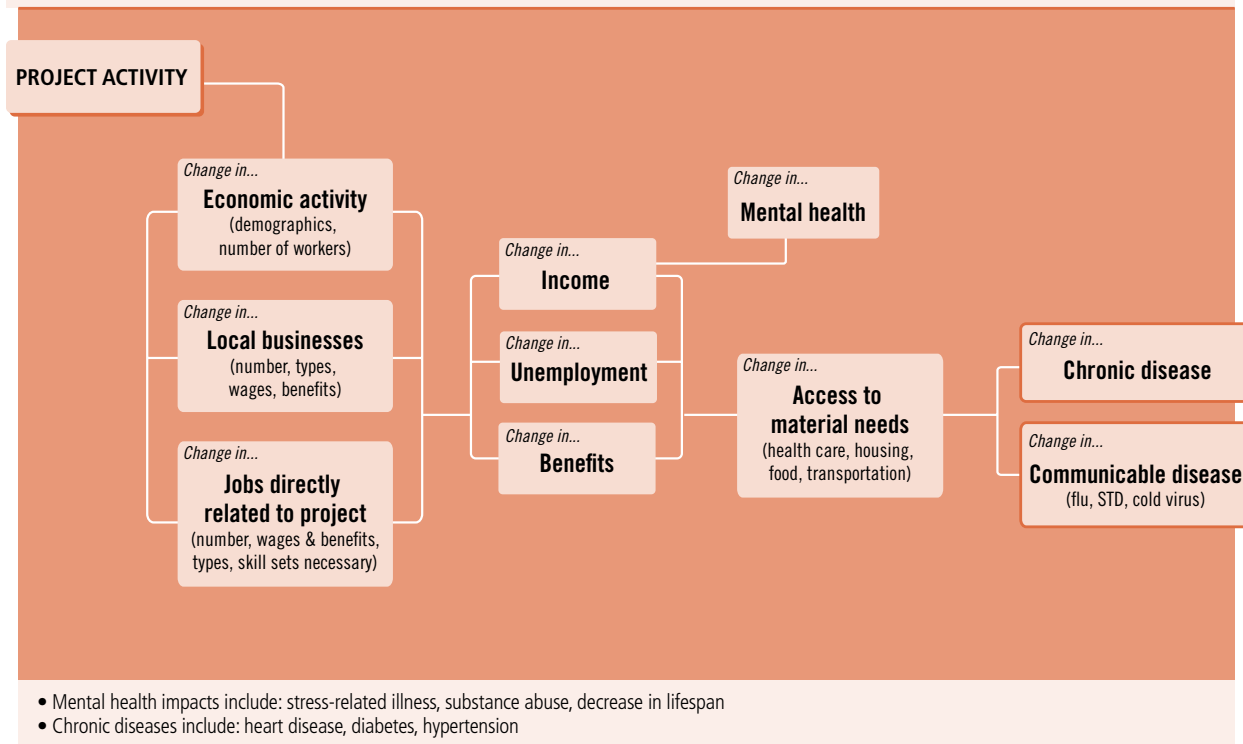 PROJECT ACTIVITY
Change in...
Economic activity
(demographics,
number of workers)
Change in...
Local businesses
(number, types,
wages, benefits)
Change in...
Jobs directly
related to project
(number, wages & benefits,
types, skill sets necessary)
Change in...
Income
Change in...
Unemployment
Change in...
Benefits
Change in...
Mental health
Change in...
Access to
material needs
(health care, housing,
food, transportation)
Change in...
Chronic disease
Change in...
Communicable disease
(flu, STD, cold virus)
• Mental health impacts include: stress-related illness, substance abuse, decrease in lifespan
• Chronic diseases include: heart disease, diabetes, hypertension